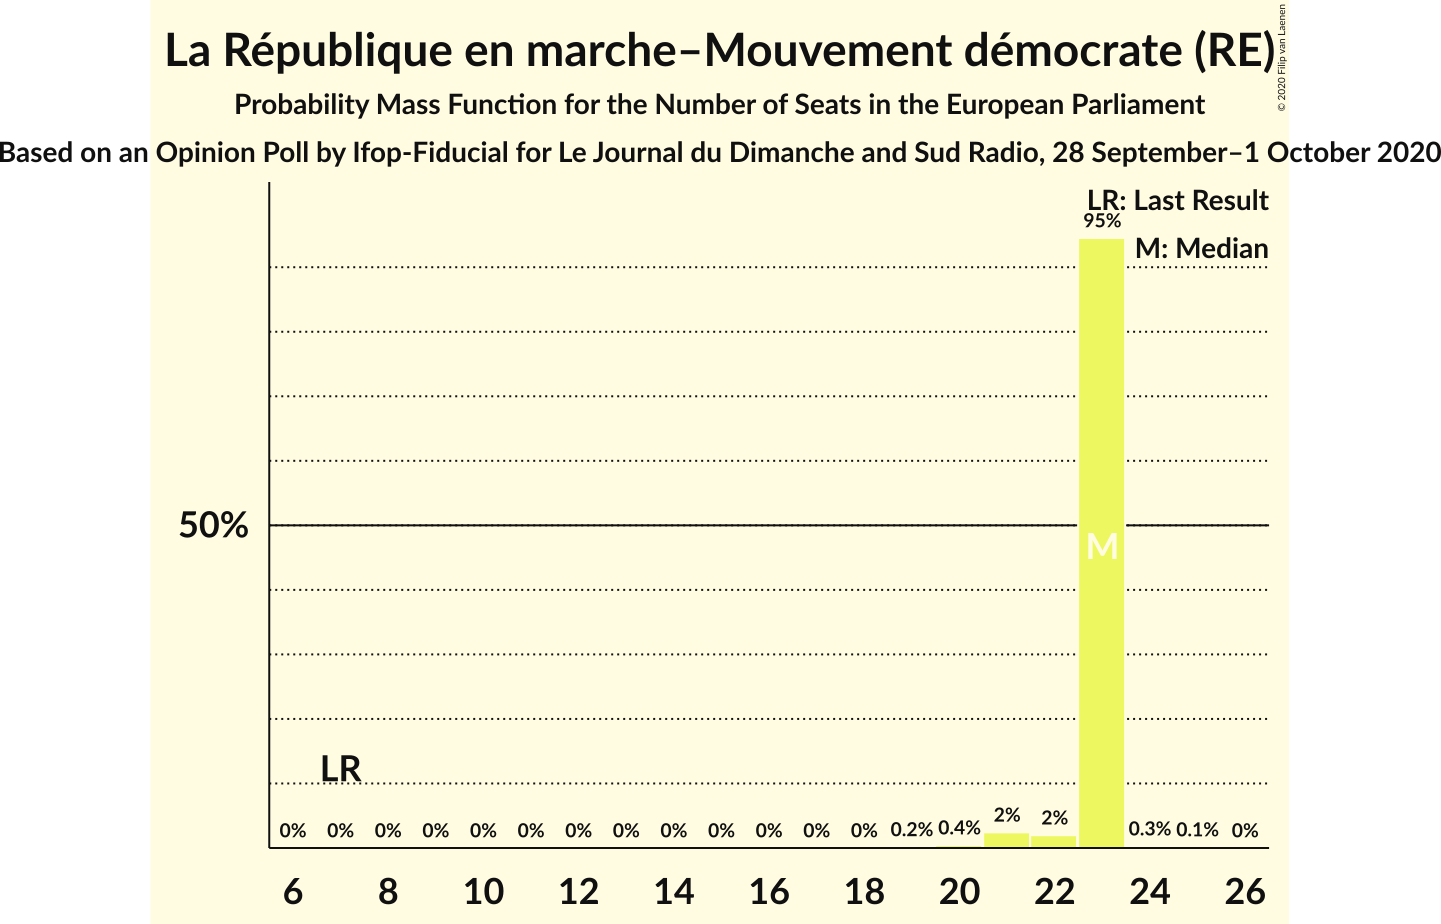 La République en marche–Mouvement démocrate (RE)
© 2020 Filip van Laenen
Probability Mass Function for the Number of Seats in the European Parliament
Based on an Opinion Poll by Ifop-Fiducial for Le Journal du Dimanche and Sud Radio, 28 September–1 October 2020
LR: Last Result
95%
M: Median
50%
M
LR
0% 0% 0% 0% 0% 0% 0% 0% 0% 0% 0% 0% 0% 0.2% 0.4% 2% 2% 0.3% 0.1% 0%
6 8 10 12 14 16 18 20 22 24 26